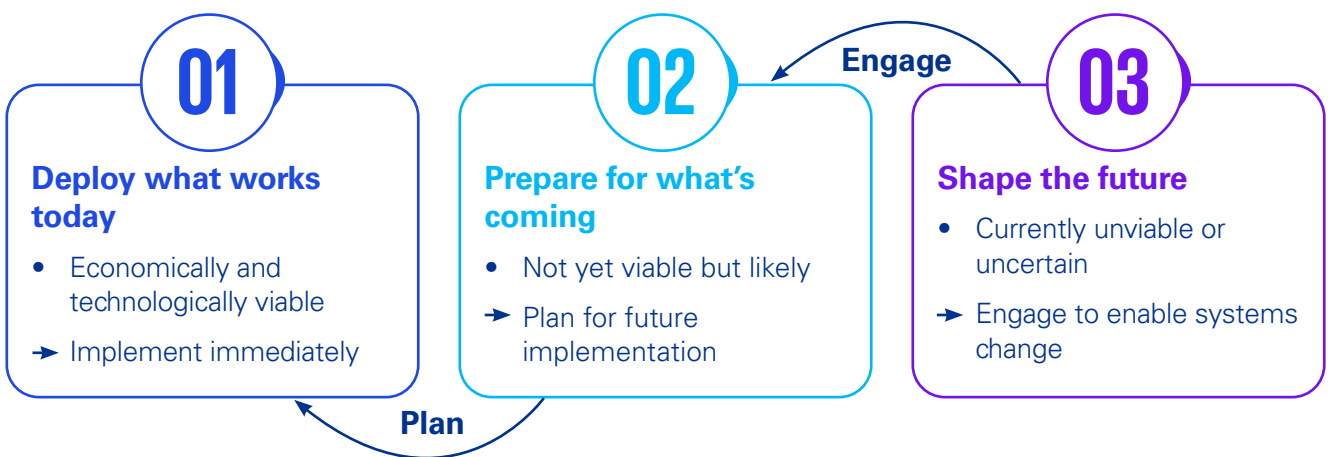 01
Deploy what works
today
• Economically and
technologically viable
➔ Implement immediately
Plan
02
Prepare for what's
coming
• Not yet viable but likely
➔ Plan for future
implementation
Engage
03
Shape the future
• Currently unviable or
uncertain
➔ Engage to enable systems
change